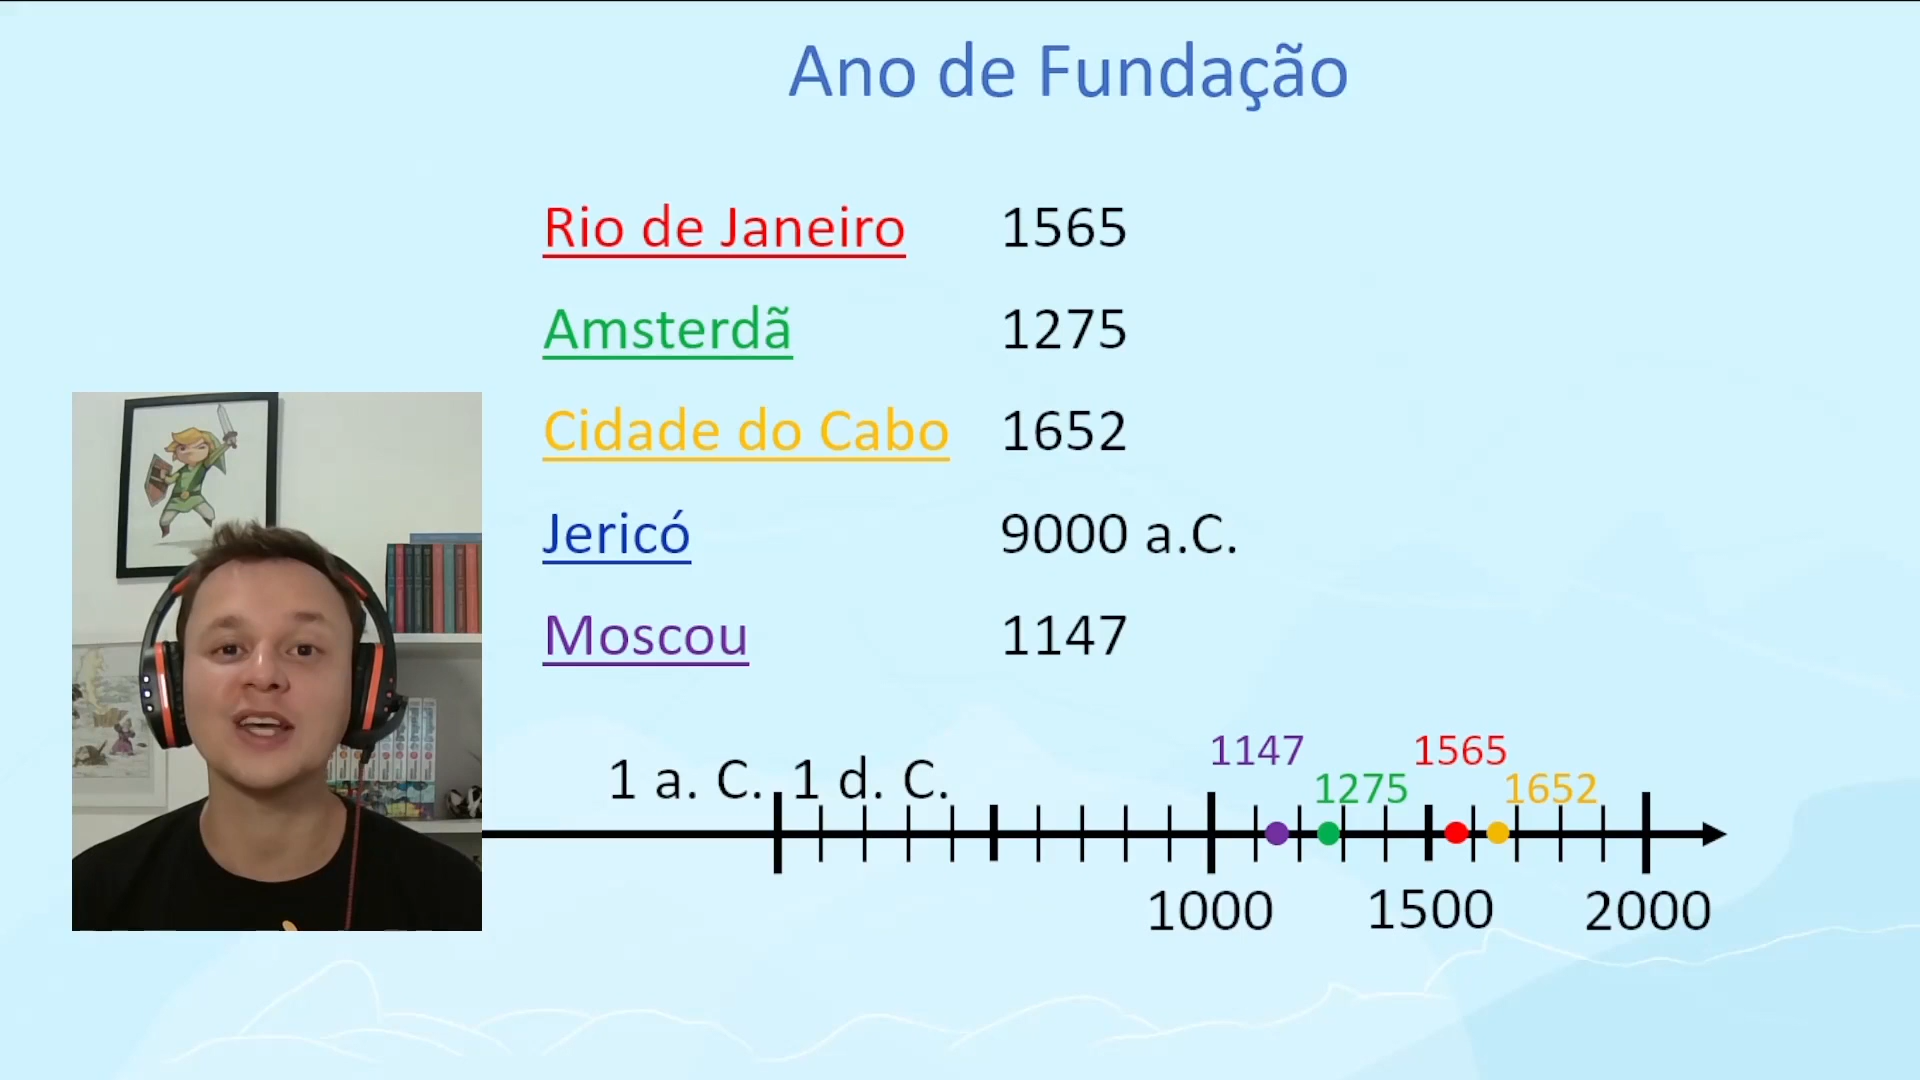 Ano de Fundação
Rio de Janeiro 1565
Amsterdã 1275
Cidade do Cabo 1652
Jericó 9000 a.C.
Moscou 1147
1147 1565
1 a. C. 1 d. C. 1275 1652
1000 1500 2000